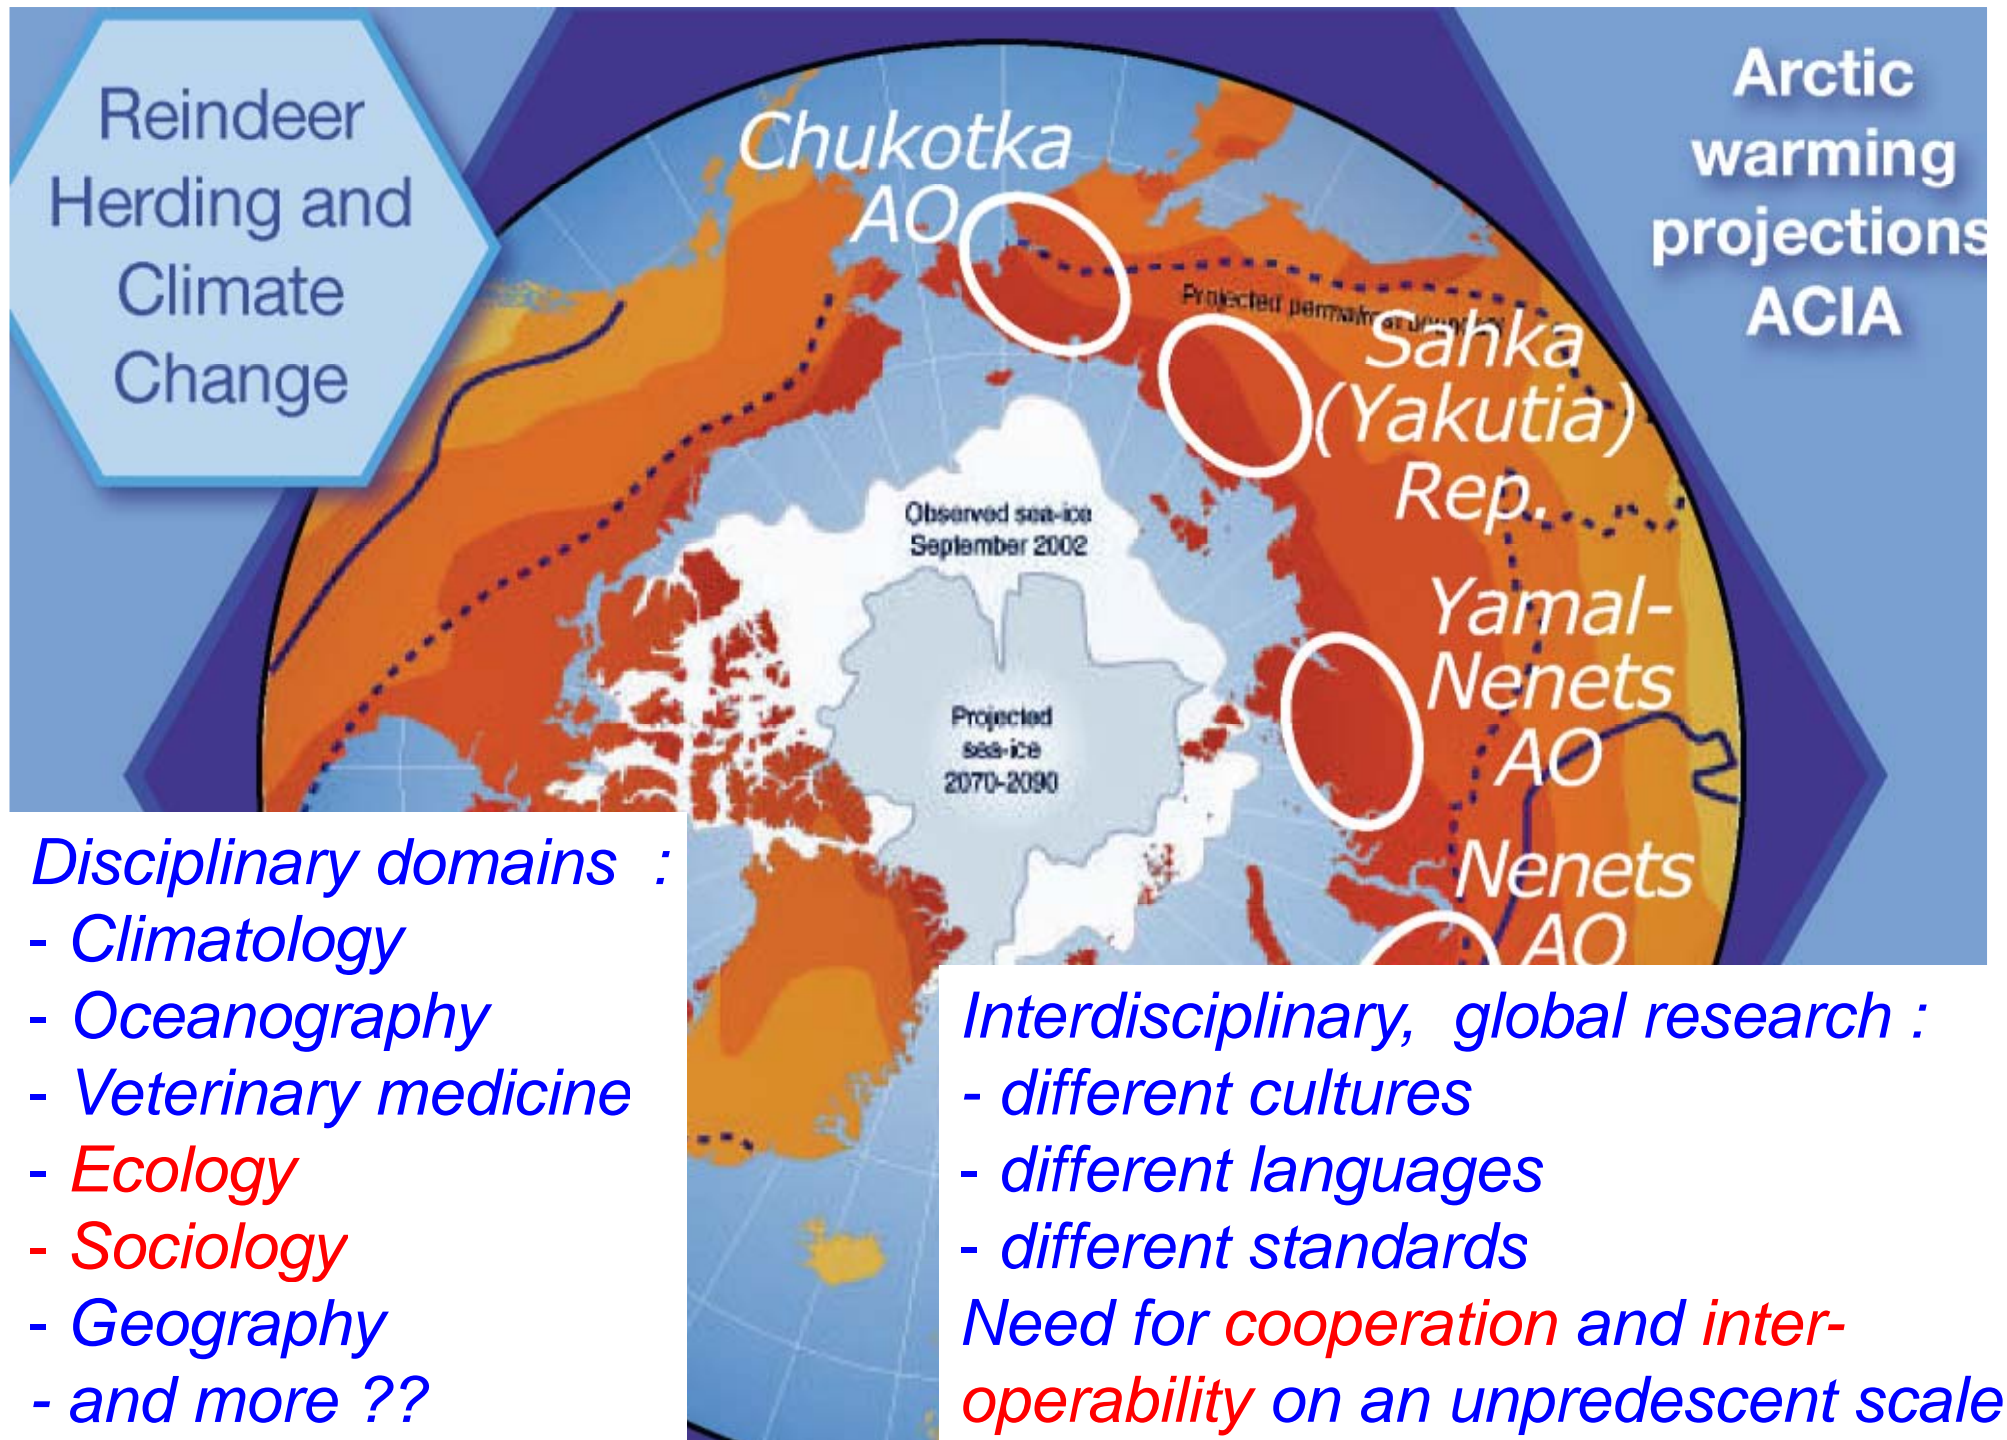 Reindeer
Herding and
Climate
Change
Arctic
warming
projections
ACIA
Chukotka
AO
Projected permafrost
Sahka
(Yakutia)
Rep.
Observed sea-ice
September 2002
Yamal-
Nenets
AO
Projected
sea-ice
2070-2090
Nenets
AO
Disciplinary domains :
- Climatology
- Oceanography
- Veterinary medicine
- Ecology
- Sociology
- Geography
- and more ??
Interdisciplinary, global research :
- different cultures
- different languages
- different standards
Need for cooperation and inter-
operability on an unpredescent scale